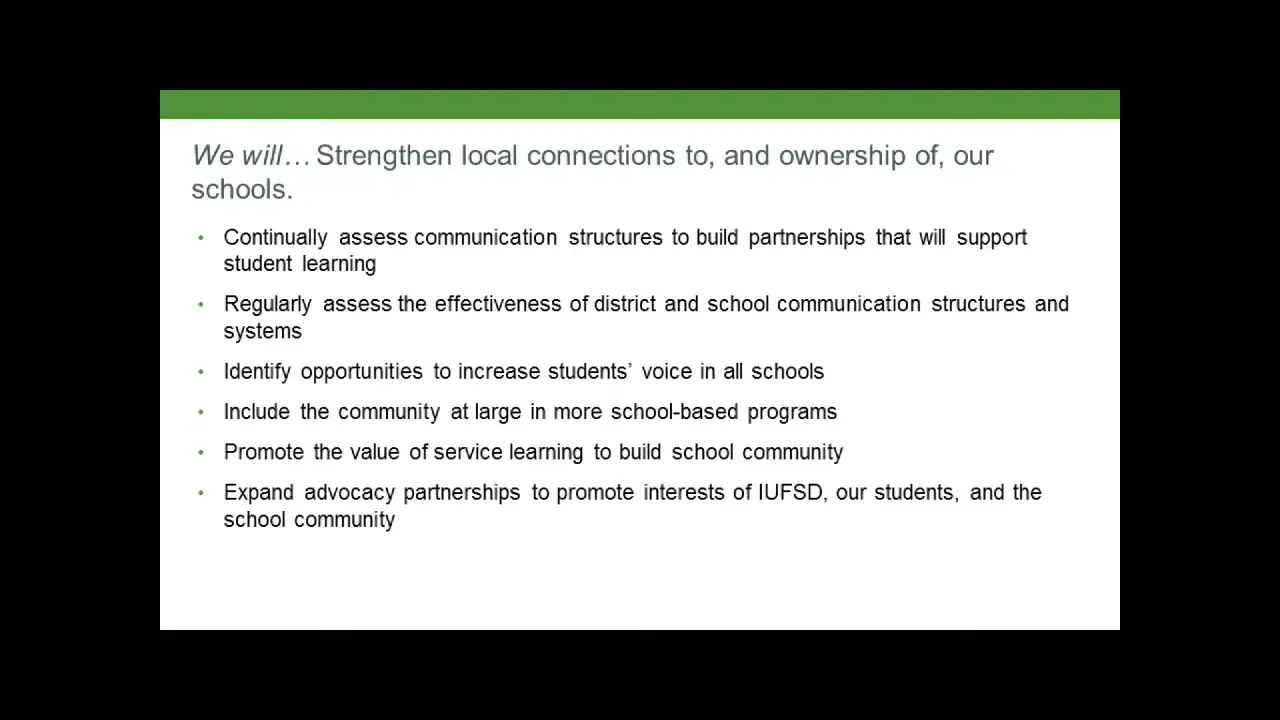 We will… Strengthen local connections to, and ownership of, our
schools.
• Continually assess communication structures to build partnerships that will support
student learning
• Regularly assess the effectiveness of district and school communication structures and
systems
• Identify opportunities to increase students’ voice in all schools
• Include the community at large in more school-based programs
• Promote the value of service learning to build school community
• Expand advocacy partnerships to promote interests of IUFSD, our students, and the
school community